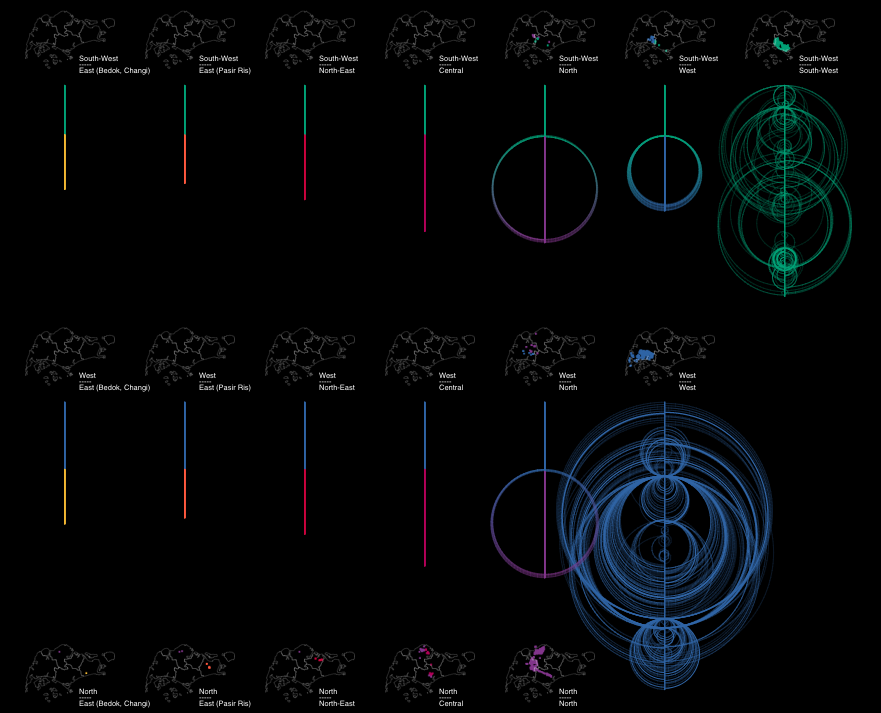 South-West
-----
East (Bedok, Changi)
South-West
-----
East (Pasir Ris)
South-West
-----
North-East
South-West
-----
Central
South-West
-----
North
South-West
-----
West
South-West
-----
South-West
West
-----
East (Bedok, Changi)
West
-----
East (Pasir Ris)
West
-----
North-East
West
-----
Central
West
-----
North
West
-----
West
North
-----
East (Bedok, Changi)
North
-----
East (Pasir Ris)
North
-----
North-East
North
-----
Central
North
-----
North